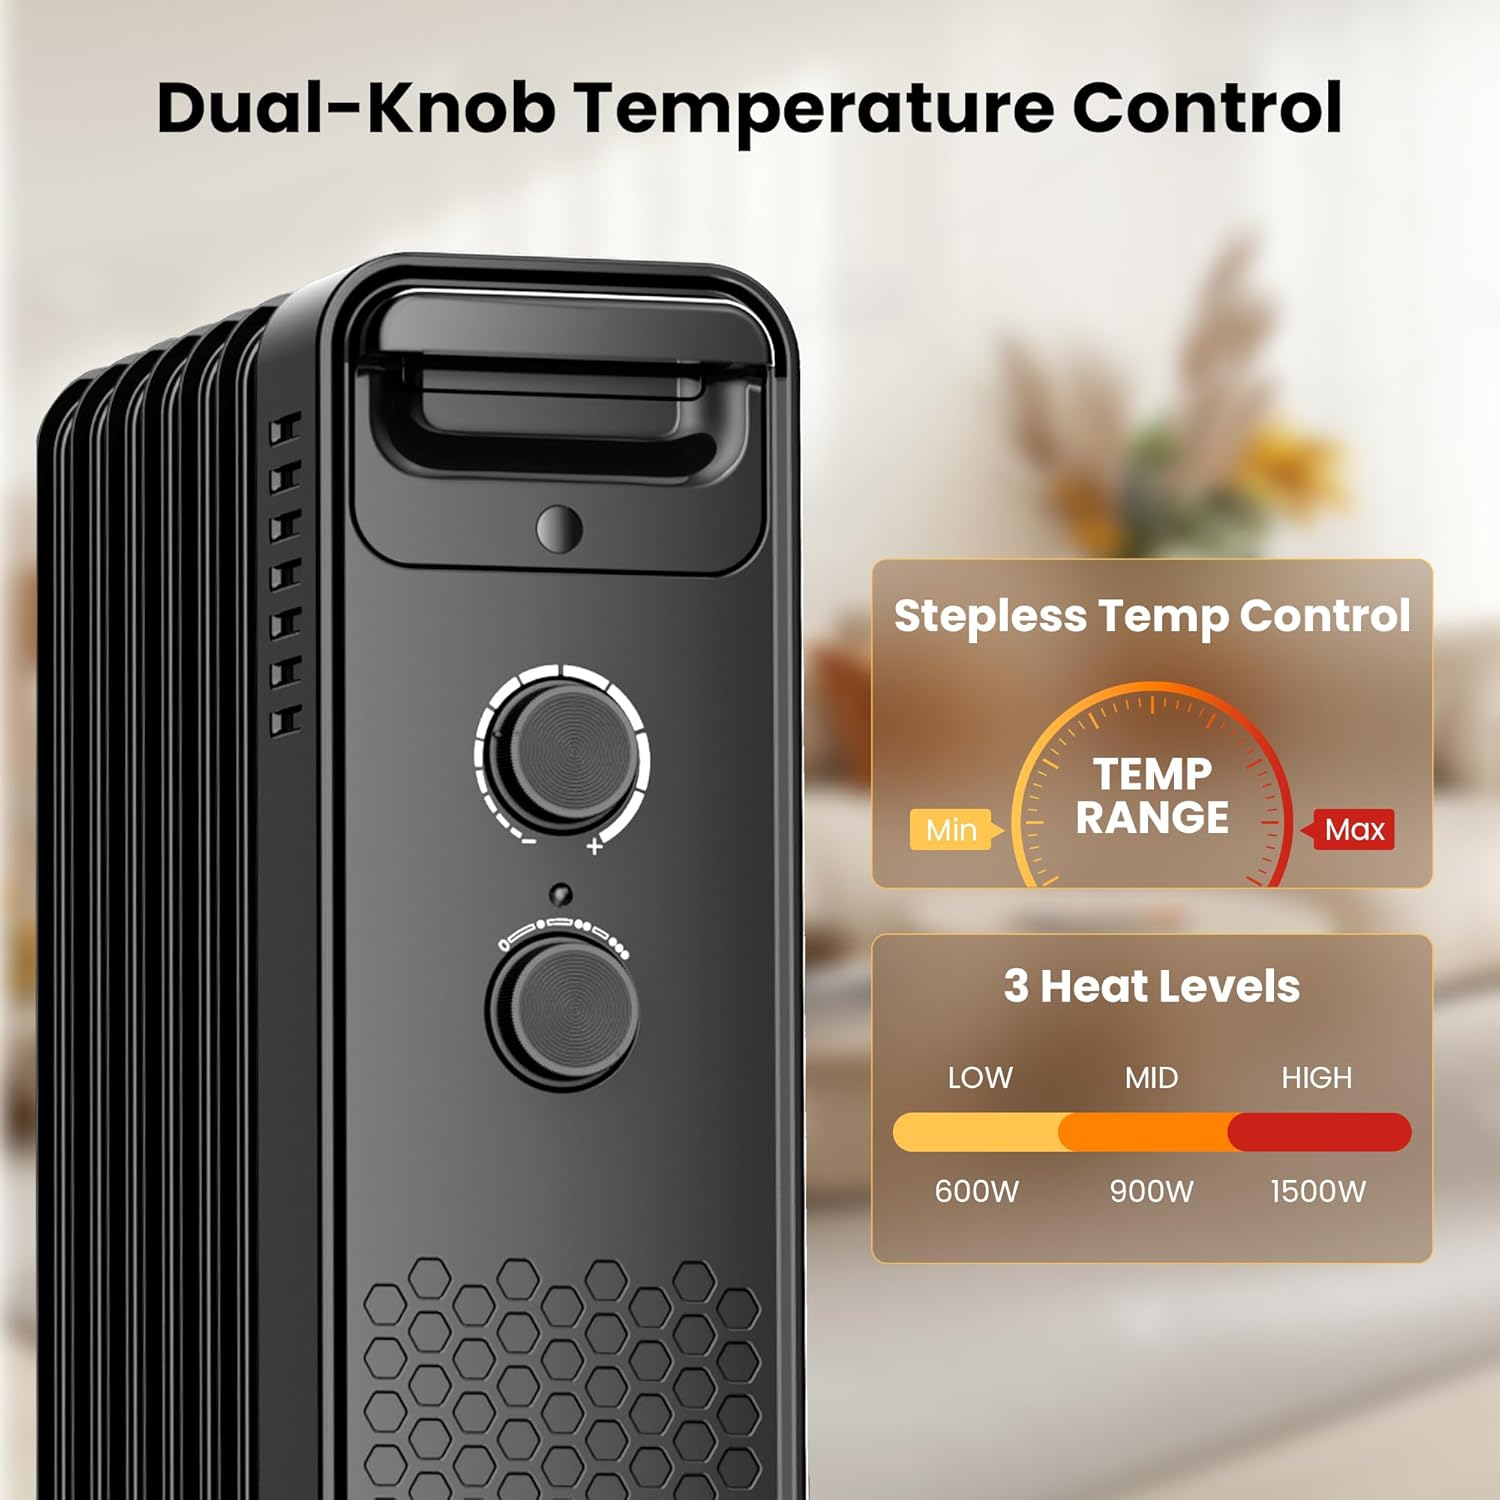 Dual-Knob Temperature Control
Stepless Temp Control
TEMP
RANGE
Min
Max
- +
3 Heat Levels
LOW MID HIGH
600W 900W 1500W